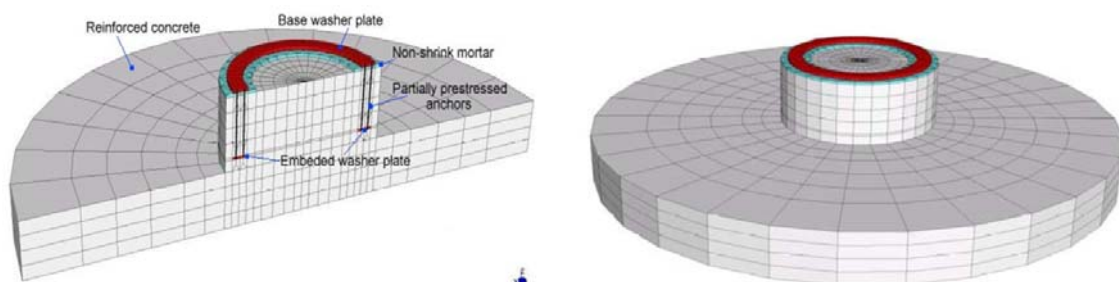 Reinforced concrete
Base washer plate
Non-shrink mortar
Partially prestressed
anchors
Embeded washer plate